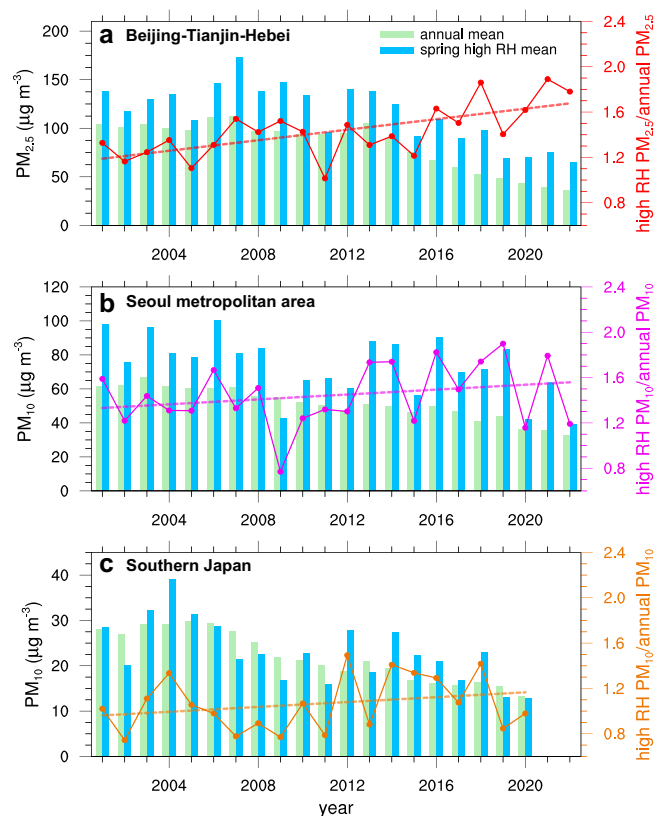 a Beijing-Tianjin-Hebei
annual mean
spring high RH mean
PM2.5 (µg m-3)
200
150
100
50
0
2.4
2.0
1.6
1.2
0.8
high RH PM2.5/annual PM2.5
2004 2008 2012 2016 2020
b Seoul metropolitan area
PM10 (µg m-3)
120
100
80
60
40
20
0
2.4
2.0
1.6
1.2
0.8
high RH PM10/annual PM10
2004 2008 2012 2016 2020
c Southern Japan
PM10 (µg m-3)
40
30
20
10
0
2.4
2.0
1.6
1.2
0.8
high RH PM10/annual PM10
2004 2008 2012 2016 2020
year